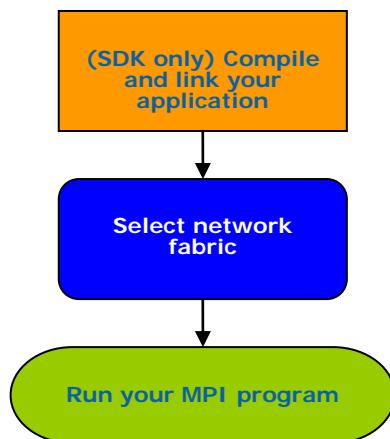 (SDK only) Compile
and link your
application
Select network
fabric
Run your MPI program